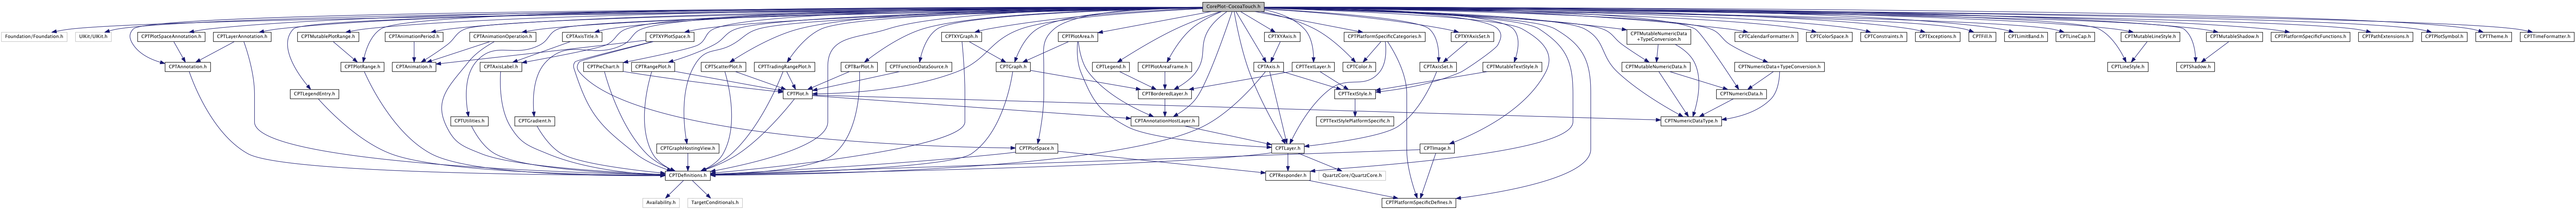 CorePlot-CocoaTouch.h
Foundation/Foundation.h
UIKit/UIKit.h
CPTPlotSpaceAnnotation.h
CPTLayerAnnotation.h
CPTMutablePlotRange.h
CPTAnimationPeriod.h
CPTAnimationOperation.h
CPTAxisTitle.h
CPTXYPlotSpace.h
CPTXYGraph.h
CPTPlotArea.h
CPTXYAxis.h
CPTPlatformSpecificCategories.h
CPTXYAxisSet.h
CPTMutableNumericData
+TypeConversion.h
CPTCalendarFormatter.h
CPTColorSpace.h
CPTConstraints.h
CPTExceptions.h
CPTFill.h
CPTLimitBand.h
CPTLineCap.h
CPTMutableLineStyle.h
CPTMutableShadow.h
CPTPlatformSpecificFunctions.h
CPTPathExtensions.h
CPTPlotSymbol.h
CPTTheme.h
CPTTimeFormatter.h
CPTAnnotation.h
CPTPlotRange.h
CPTAnimation.h
CPTAxisLabel.h
CPTPieChart.h
CPTRangePlot.h
CPTScatterPlot.h
CPTTradingRangePlot.h
CPTBarPlot.h
CPTFunctionDataSource.h
CPTGraph.h
CPTLegend.h
CPTPlotAreaFrame.h
CPTAxis.h
CPTTextLayer.h
CPTColor.h
CPTAxisSet.h
CPTMutableTextStyle.h
CPTMutableNumericData.h
CPTNumericData+TypeConversion.h
CPTLineStyle.h
CPTShadow.h
CPTLegendEntry.h
CPTPlot.h
CPTBorderedLayer.h
CPTTextStyle.h
CPTNumericData.h
CPTUtilities.h
CPTGradient.h
CPTAnnotationHostLayer.h
CPTTextStylePlatformSpecific.h
CPTNumericDataType.h
CPTGraphHostingView.h
CPTPlotSpace.h
CPTLayer.h
CPTImage.h
CPTDefinitions.h
CPTResponder.h
QuartzCore/QuartzCore.h
Availability.h
TargetConditionals.h
CPTPlatformSpecificDefines.h